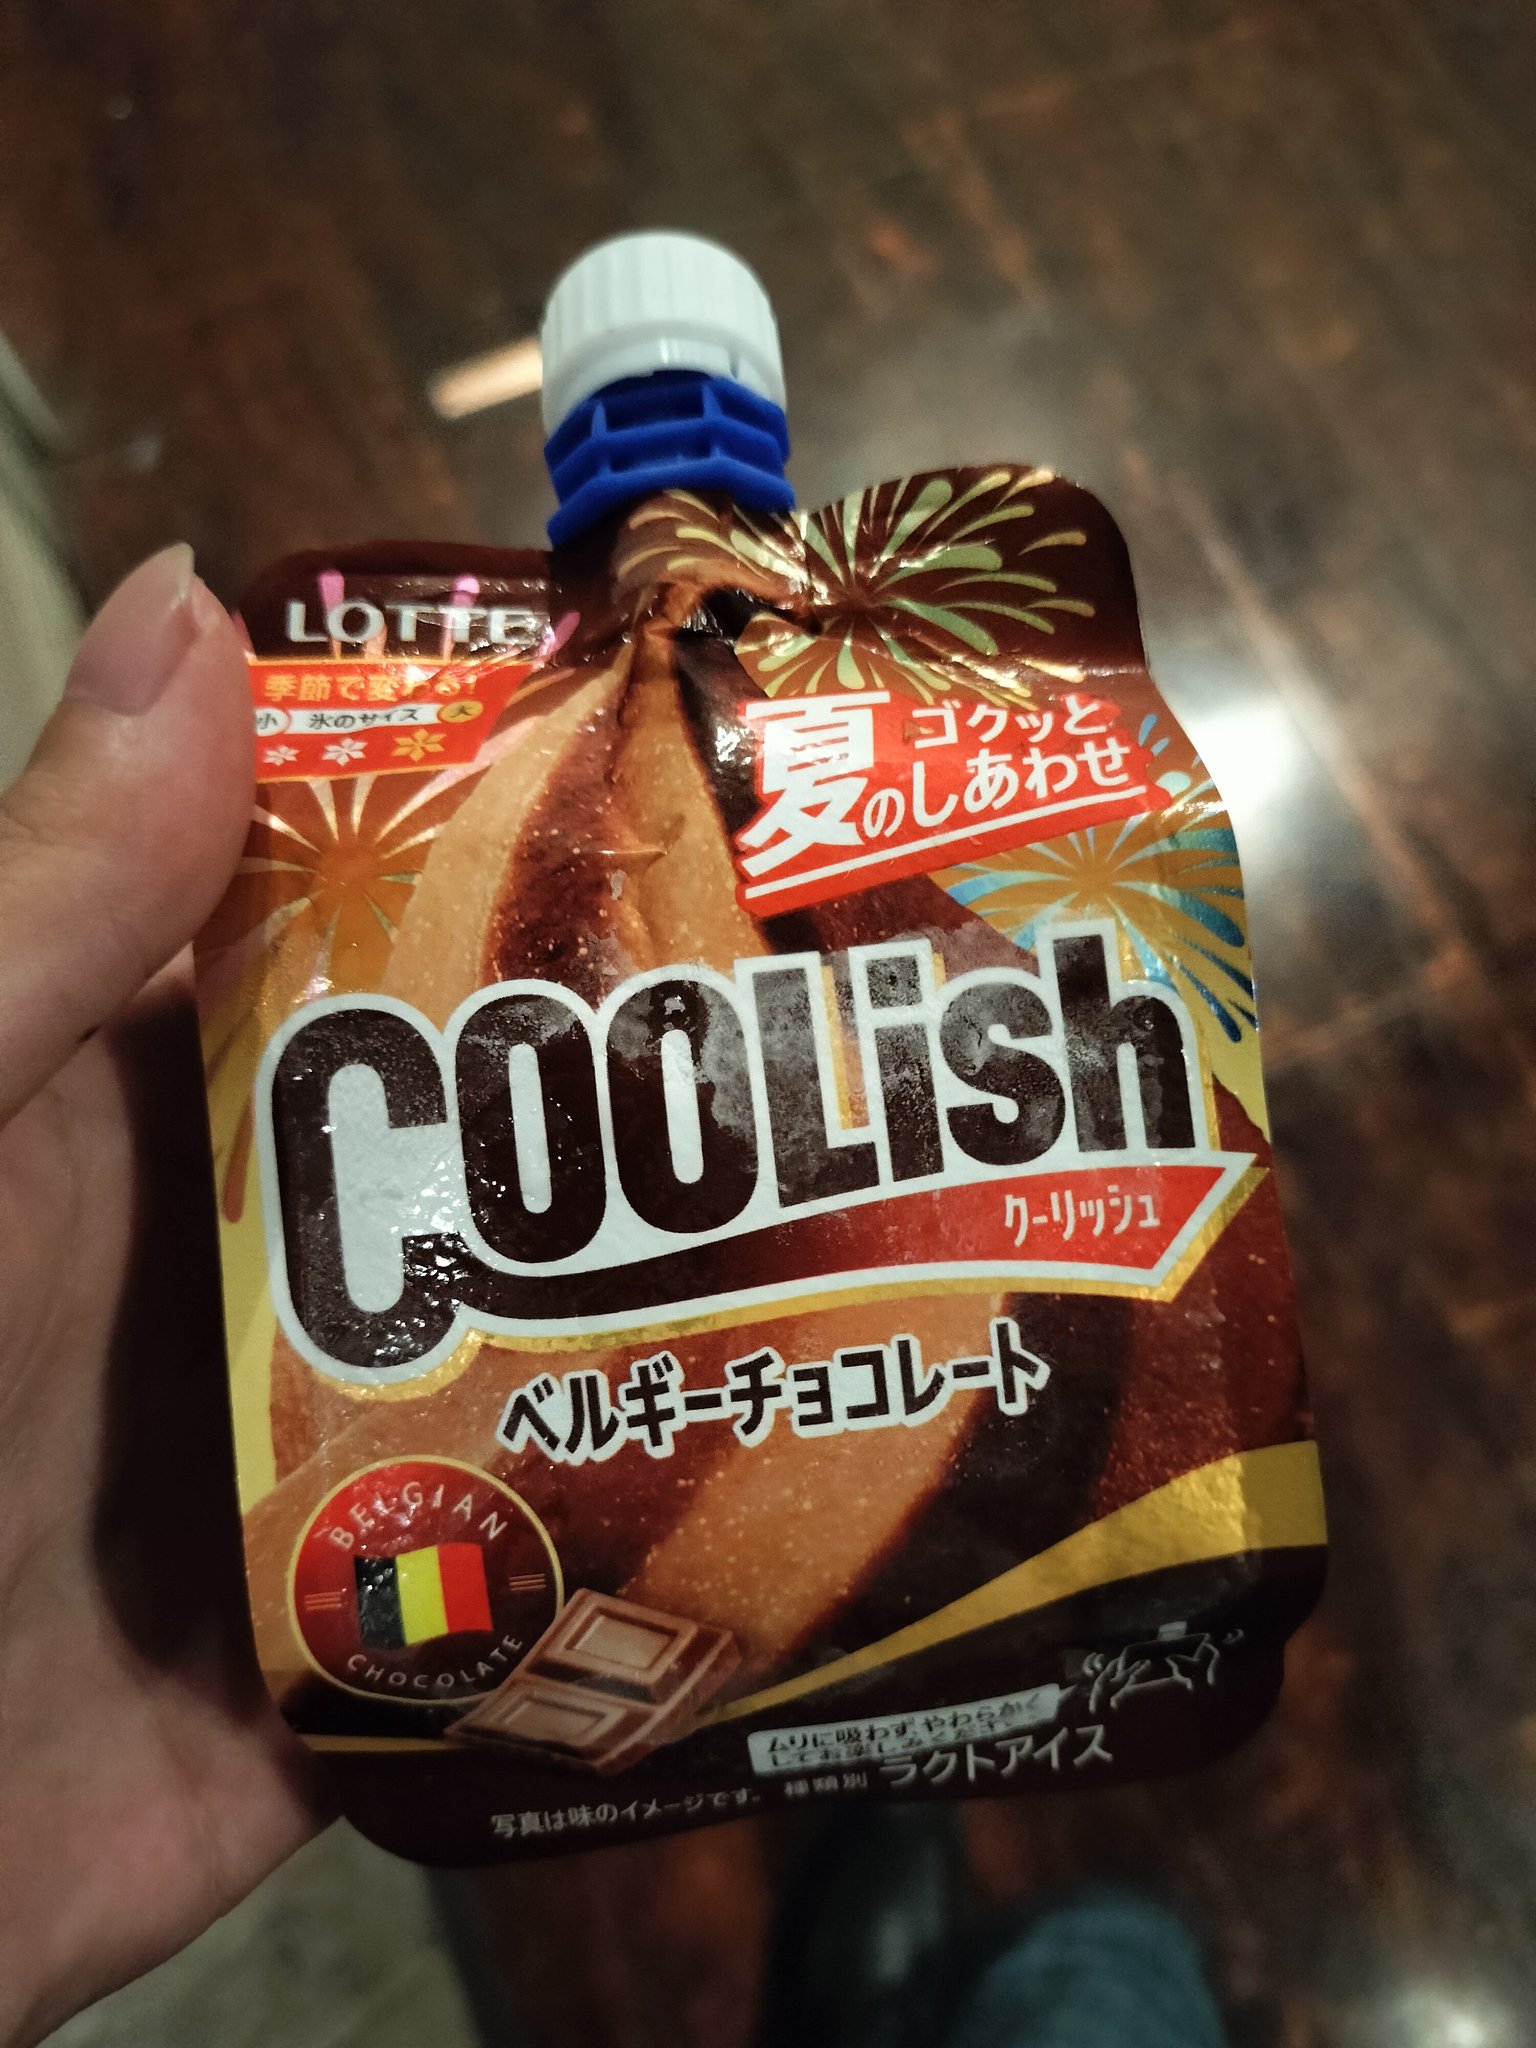 LOTTE
季節で変わる!
小 氷のサイズ 大
夏のゴクッと
しあわせ
COOLish
クーリッシュ
ベルギーチョコレート
BELGIAN
CHOCOLATE
ムリに吸わず やわらかく
してお楽しみください
種類別 ラクトアイス
写真は味のイメージです。